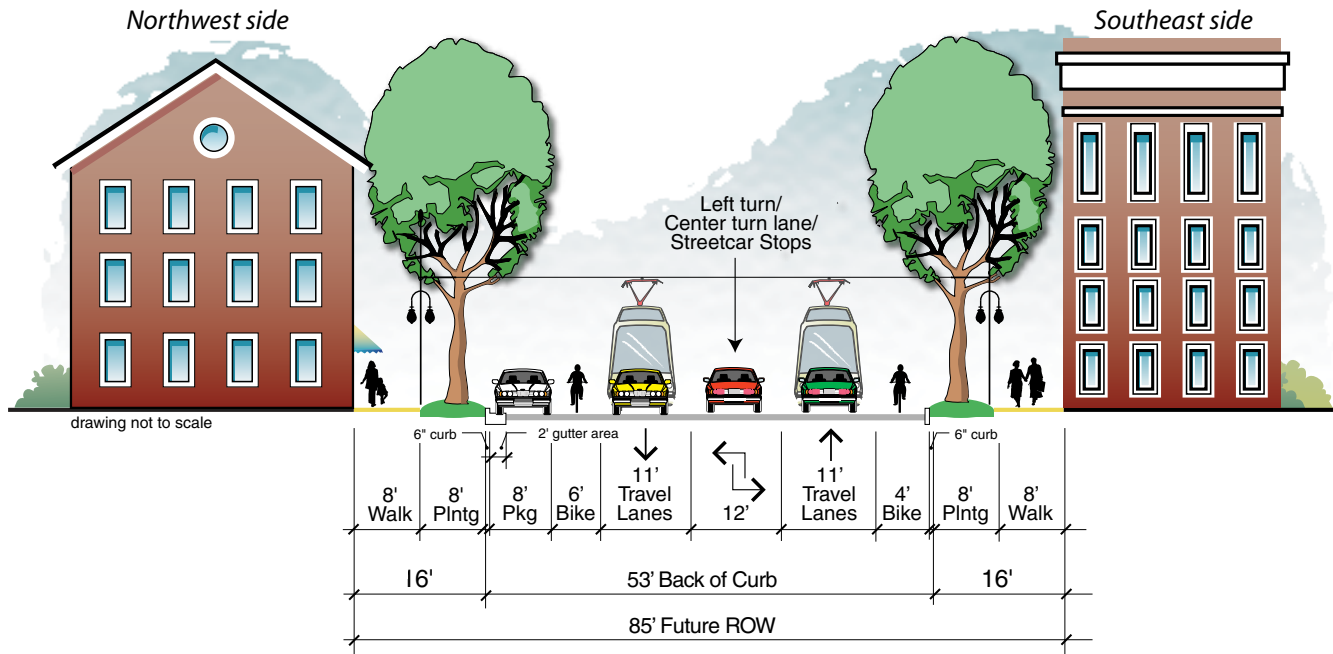 Northwest side
Southeast side
Left turn/
Center turn lane/
Streetcar Stops
drawing not to scale
6" curb
2' gutter area
6" curb
8'
Walk
8'
Plntg
8’
Pkg
6’
Bike
11’
Travel
Lanes
12’
11’
Travel
Lanes
4’
Bike
8’
Plntg
8’
Walk
16'
53’ Back of Curb
16'
85’ Future ROW